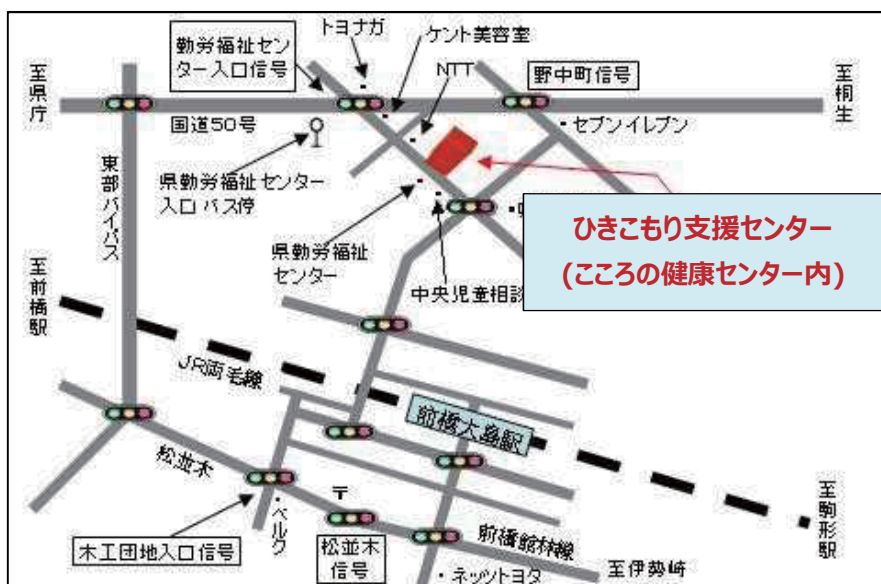 トヨナガ
勤労福祉セン
ター入口信号
ケント美容室
NTT
野中町信号
至県庁
至桐生
国道50号
セブンイレブン
東部バイパス
県勤労福祉センター
入口バス停
ひきこもり支援センター
(こころの健康センター内)
県勤労福祉
センター
中央児童相談
至前橋駅
JR両毛線
前橋大島駅
松並木
至駒形駅
〒
ベルク
木工団地入口信号
松並木
信号
前橋館林線
至伊勢崎
・ネッツトヨタ